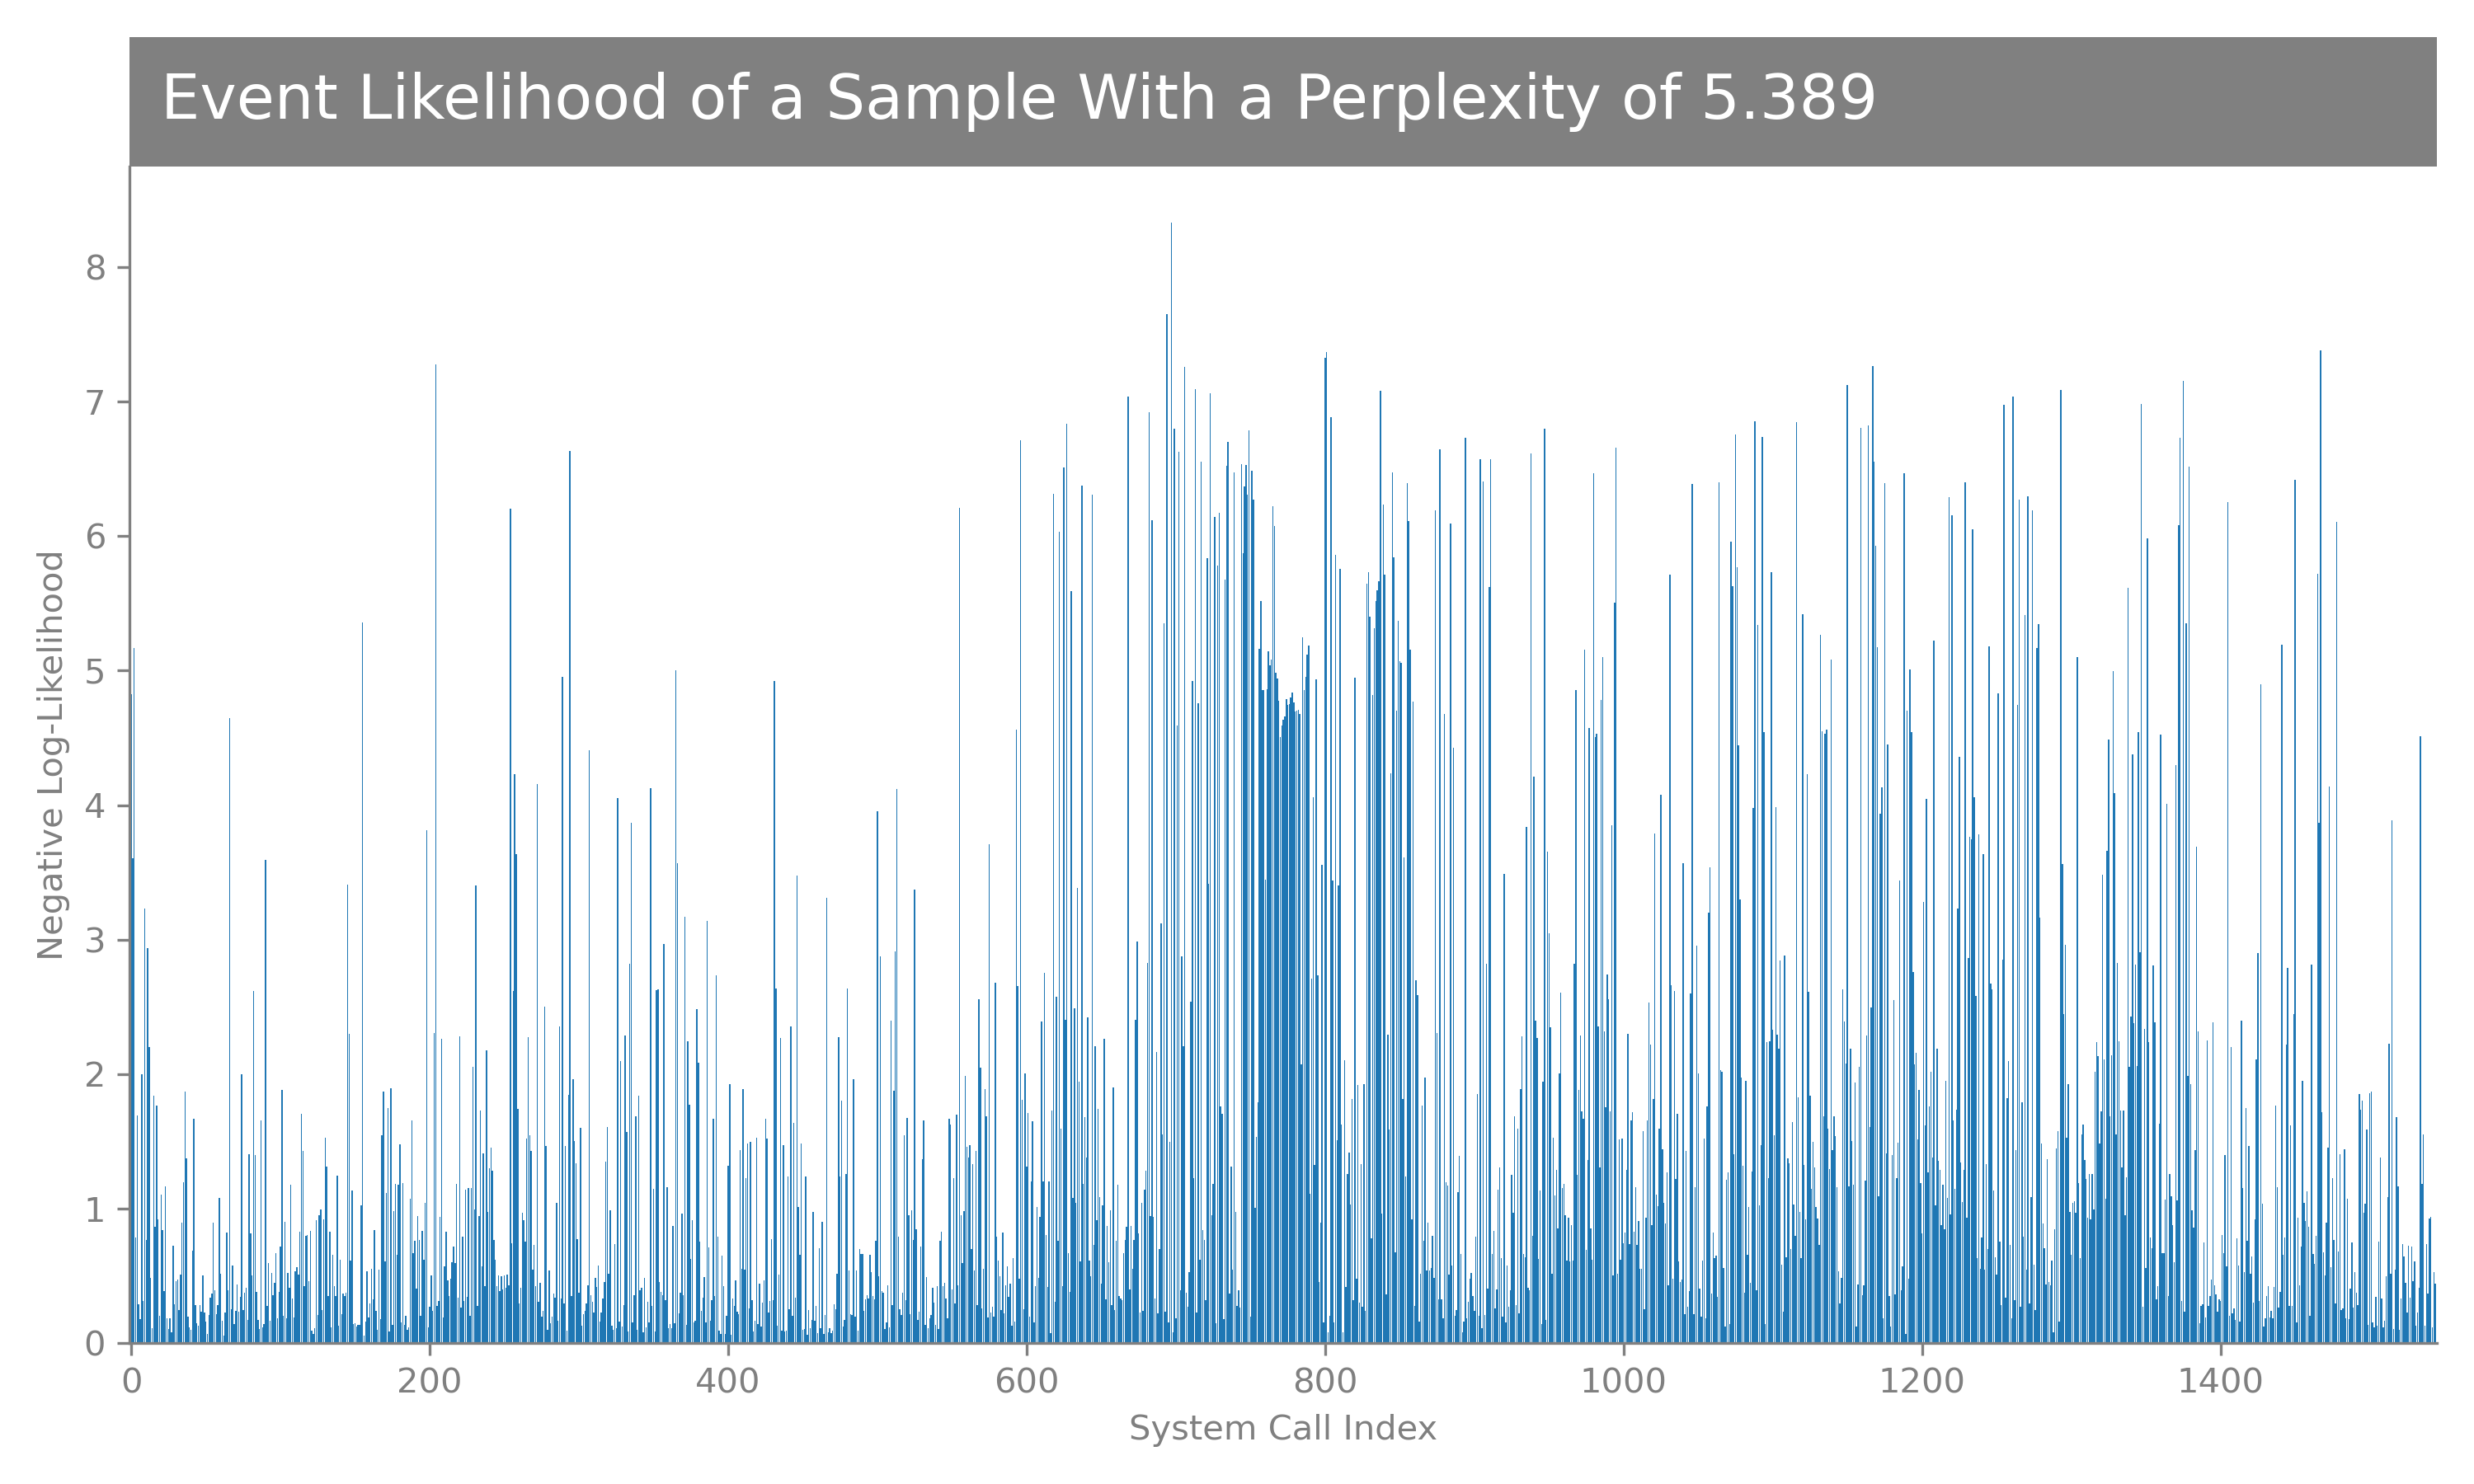 Event Likelihood of a Sample With a Perplexity of 5.389
8
7
6
5
4
3
2
1
0
Negative Log-Likelihood
0 200 400 600 800 1000 1200 1400
System Call Index